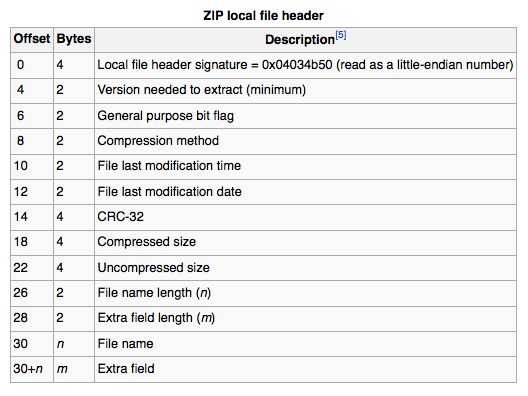 ZIP local file header
Offset Bytes Description[5]
0 4 Local file header signature = 0x04034b50 (read as a little-endian number)
4 2 Version needed to extract (minimum)
6 2 General purpose bit flag
8 2 Compression method
10 2 File last modification time
12 2 File last modification date
14 4 CRC-32
18 4 Compressed size
22 4 Uncompressed size
26 2 File name length (n)
28 2 Extra field length (m)
30 n File name
30+n m Extra field